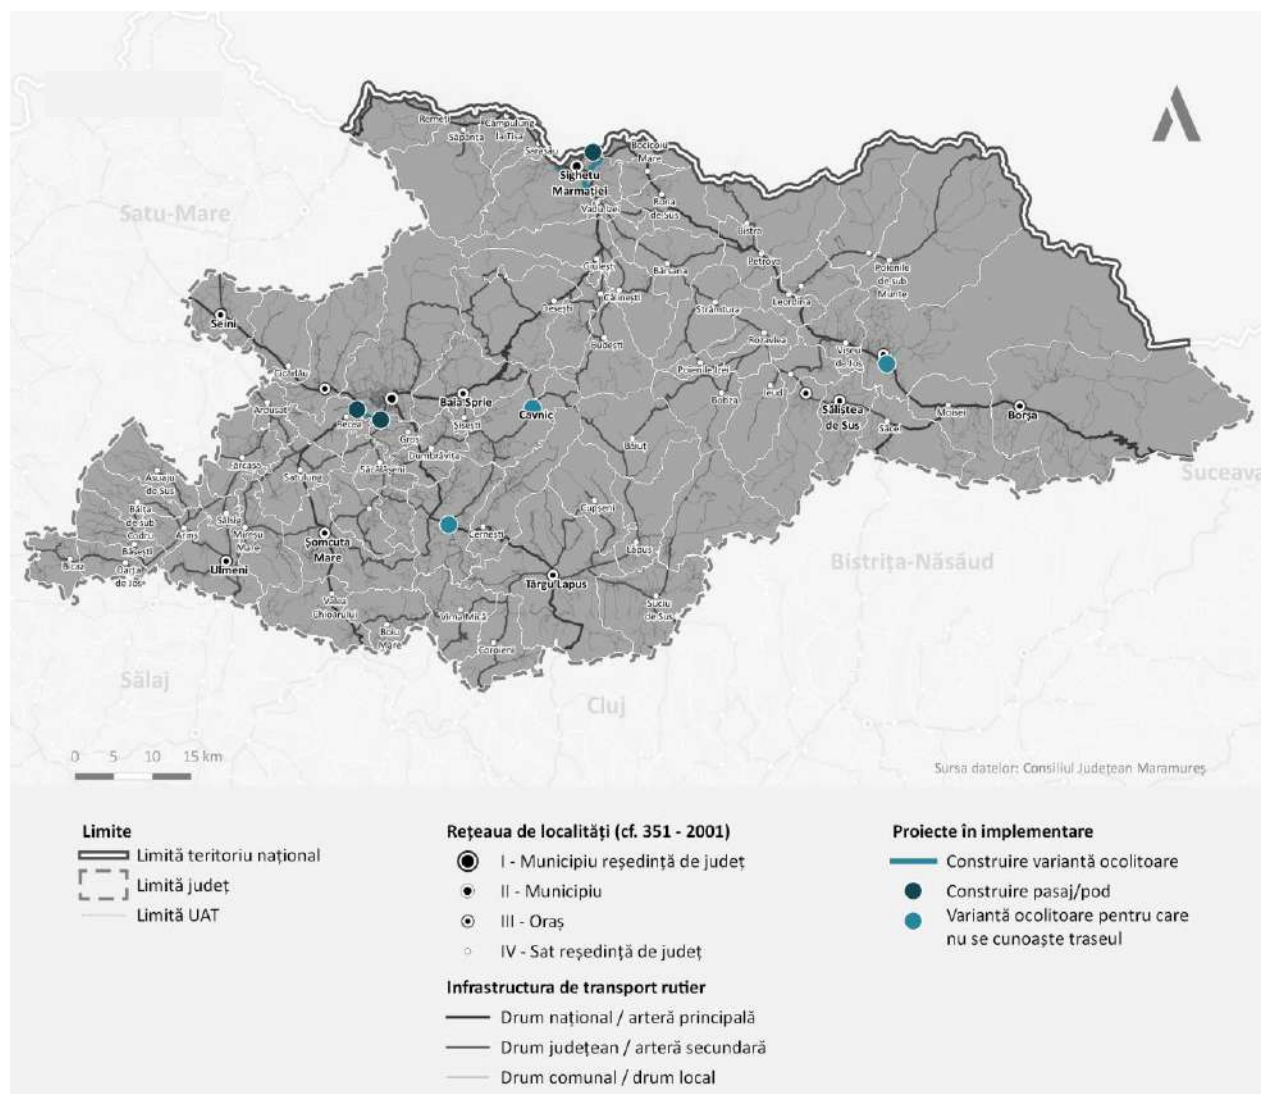 Remeți
Câmpulung
la Tisa
Săpânța
Sarasău
Bocicoiu
Mare
Sighetu
Marmației
Satu-Mare
Rona
de Sus
Vadu Izei
Bistra
Petrova
Giulești
Bârsana
Poienile
de sub
Munte
Călinești
Leordina
Desești
Strâmtura
Seini
Budești
Rozavlea
Vișeu
de Jos
Cicârlău
Poienile Izei
Ieud
Botiza
Baia Sprie
Ardusat
Cavnic
Săliștea
de Sus
Moisei
Borșa
Recea
Șișești
Săcel
Groși
Dumbrăvița
Băiuț
Fărcașa
Satulung
Săcălășeni
Suceava
Asuaju
de Sus
Băița
de sub
Codru
Cupșeni
Sălsig
Ariniș
Mireșu
Mare
Cernești
Șomcuta
Mare
Băsești
Lăpuș
Bistrița-Năsăud
Bicaz
Oarța
de Jos
Ulmeni
Târgu Lăpuș
Valea
Chioarului
Vima Mică
Suciu
de Sus
Boiu
Mare
Coroieni
Sălaj
Cluj
0 5 10 15 km
Sursa datelor: Consiliul Județean Maramureș
Limite
Limită teritoriu național
Limită județ
Limită UAT
Rețeaua de localități (cf. 351 - 2001)
I - Municipiu reședință de județ
II - Municipiu
III - Oraș
IV - Sat reședință de județ
Infrastructura de transport rutier
Drum național / arteră principală
Drum județean / arteră secundară
Drum comunal / drum local
Proiecte în implementare
Construire variantă ocolitoare
Construire pasaj/pod
Variantă ocolitoare pentru care
nu se cunoaște traseul